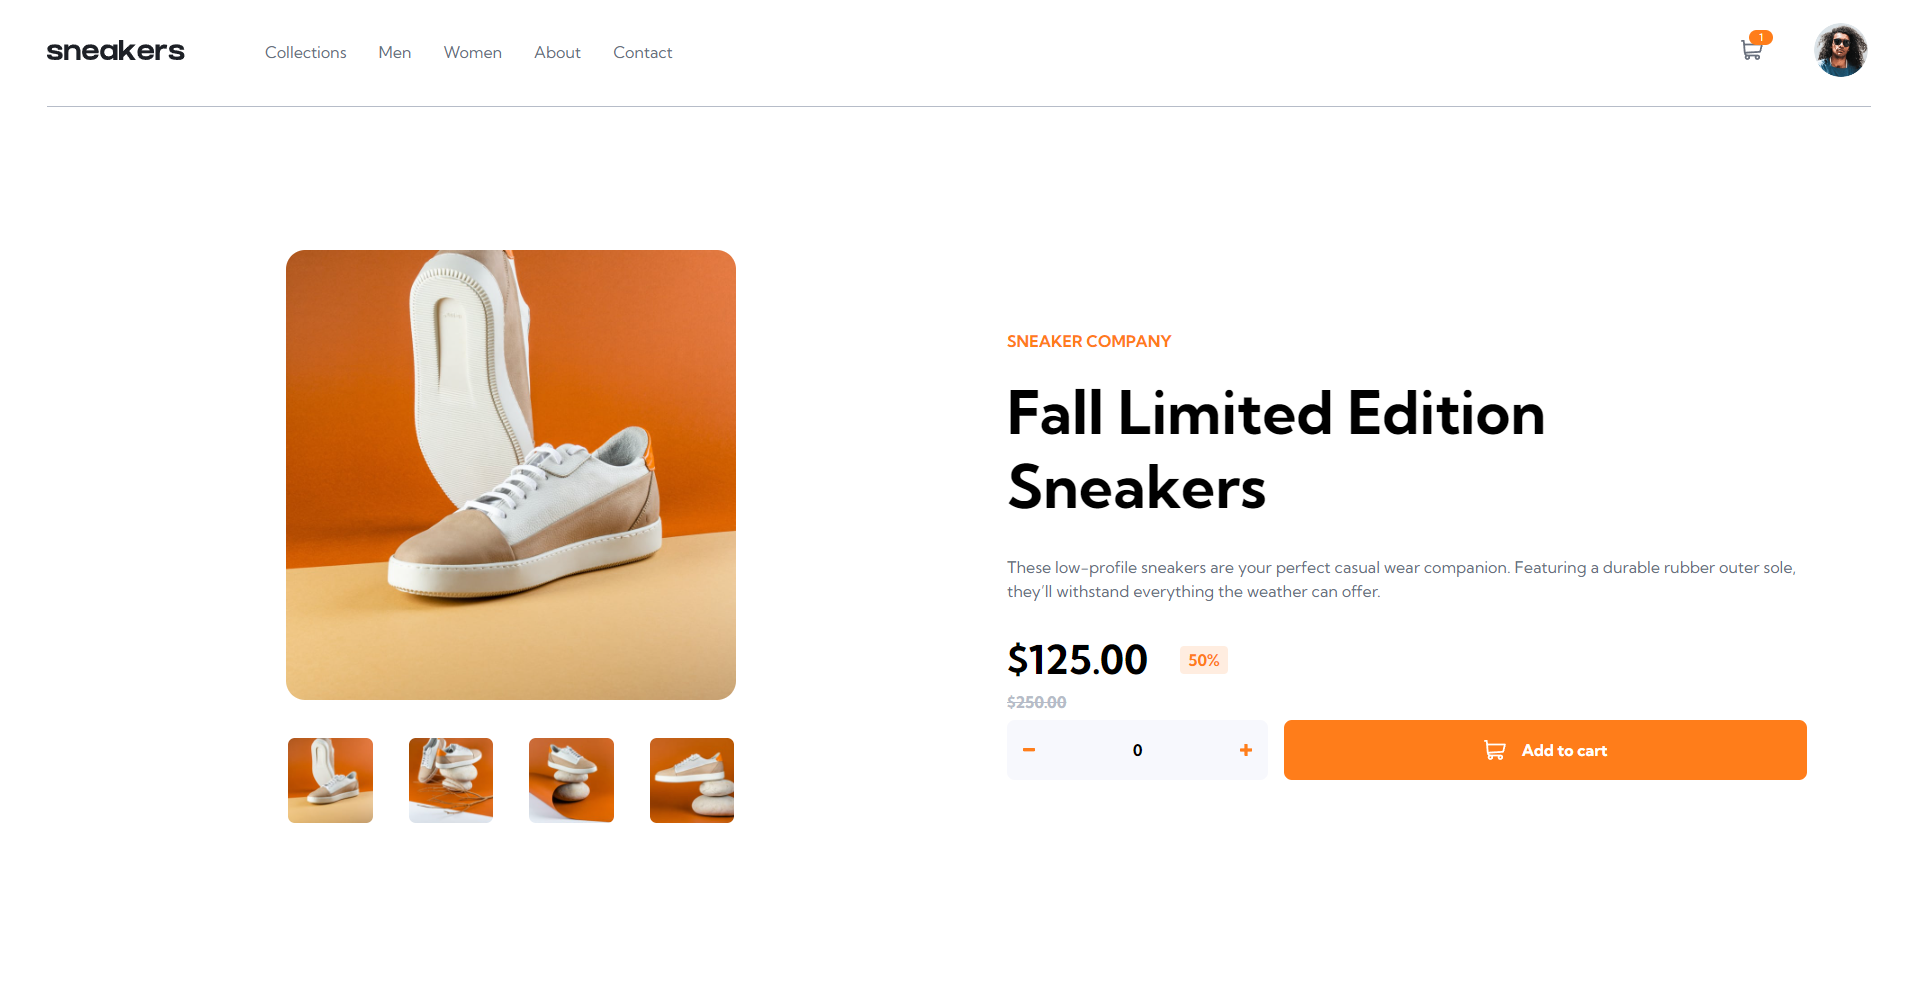 sneakers
Collections Men Women About Contact
1
SNEAKER COMPANY
Fall Limited Edition
Sneakers
These low-profile sneakers are your perfect casual wear companion. Featuring a durable rubber outer sole,
they’ll withstand everything the weather can offer.
$125.00 50%
$250.00
0
Add to cart